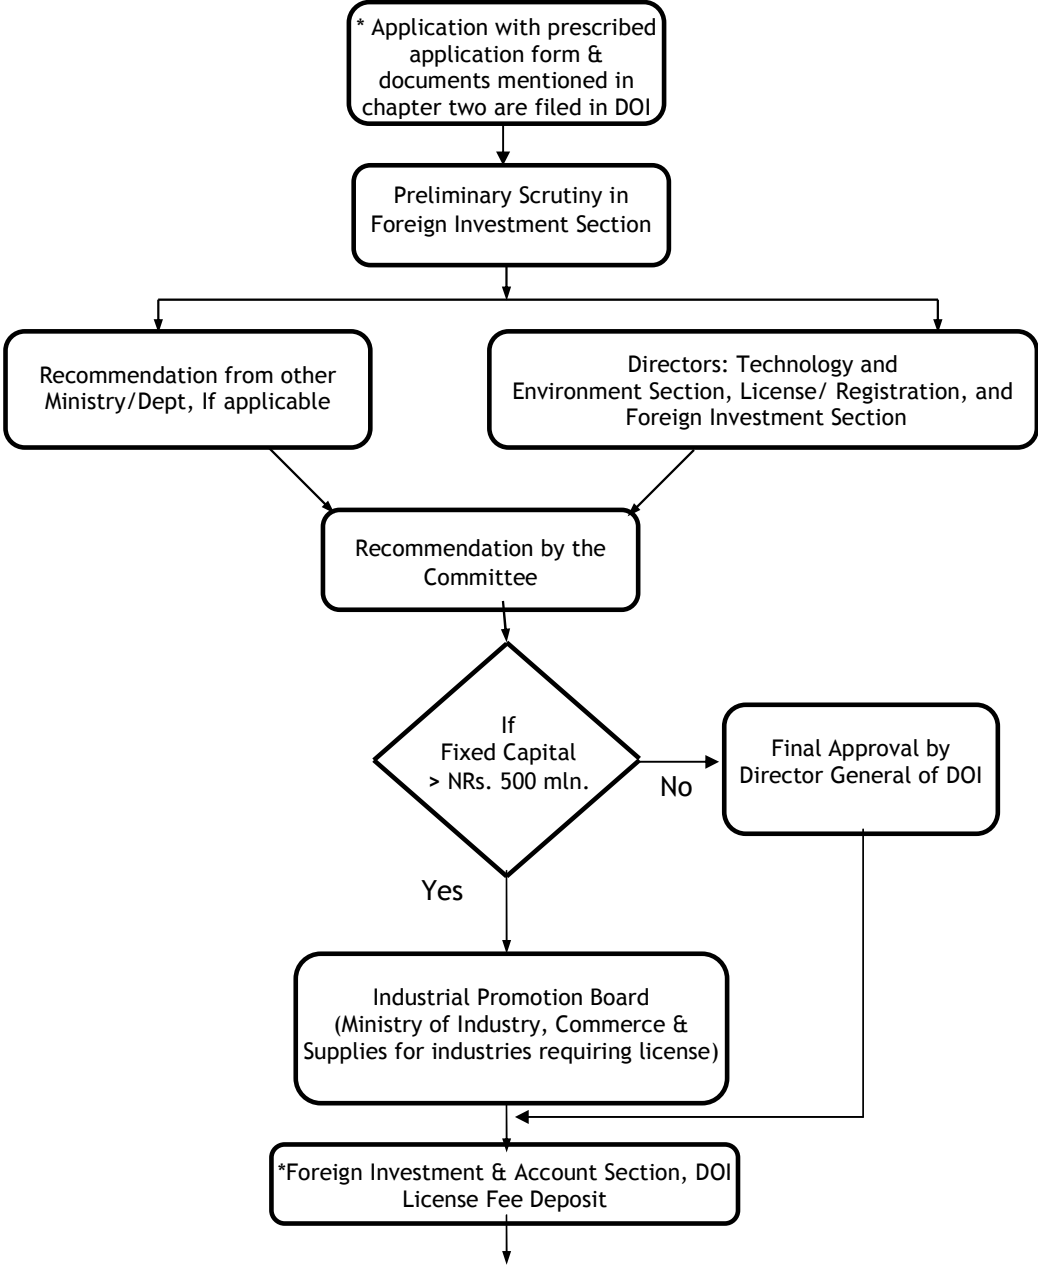 * Application with prescribed
application form &
documents mentioned in
chapter two are filed in DOI
Preliminary Scrutiny in
Foreign Investment Section
Recommendation from other
Ministry/Dept, If applicable
Directors: Technology and
Environment Section, License/ Registration, and
Foreign Investment Section
Recommendation by the
Committee
If
Fixed Capital
> NRs. 500 mln.
No
Final Approval by
Director General of DOI
Yes
Industrial Promotion Board
(Ministry of Industry, Commerce &
Supplies for industries requiring license)
*Foreign Investment & Account Section, DOI
License Fee Deposit